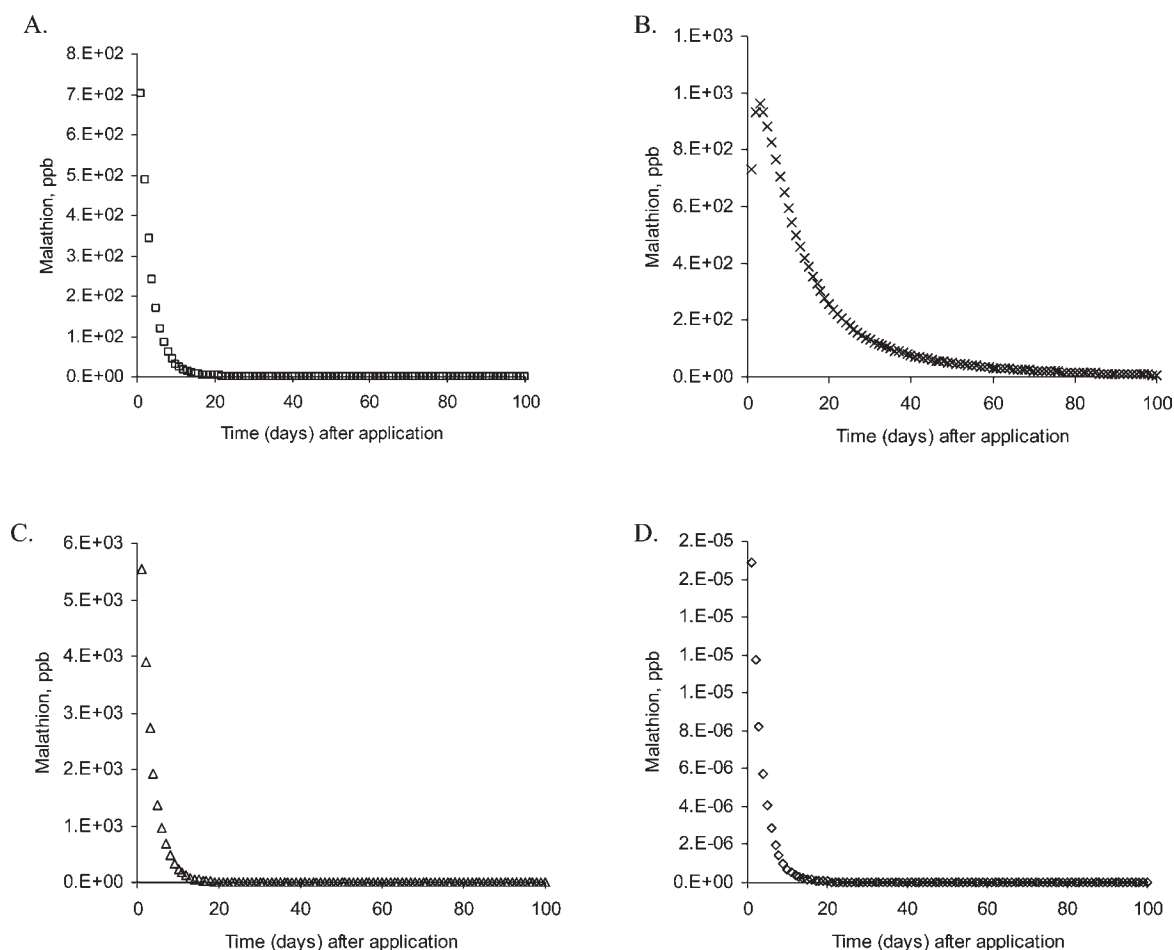 A.
8.E+02
7.E+02
6.E+02
5.E+02
4.E+02
3.E+02
2.E+02
1.E+02
0.E+00
Malathion, ppb
0 20 40 60 80 100
Time (days) after application
B.
1.E+03
1.E+03
8.E+02
6.E+02
4.E+02
2.E+02
0.E+00
Malathion, ppb
0 20 40 60 80 100
Time (days) after application
C.
6.E+03
5.E+03
4.E+03
3.E+03
2.E+03
1.E+03
0.E+00
Malathion, ppb
0 20 40 60 80 100
Time (days) after application
D.
2.E-05
2.E-05
1.E-05
1.E-05
1.E-05
8.E-06
6.E-06
4.E-06
2.E-06
0.E+00
Malathion, ppb
0 20 40 60 80 100
Time (days) after application